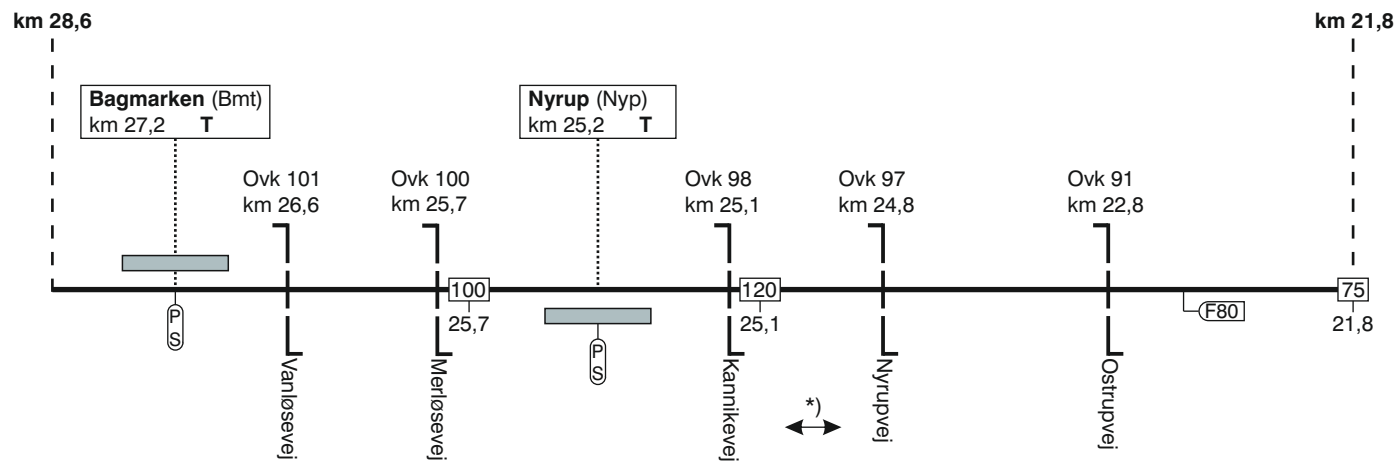 km 28,6
km 21,8
Bagmarken (Bmt)
km 27,2 T
Nyrup (Nyp)
km 25,2 T
Ovk 101
km 26,6
Ovk 100
km 25,7
Ovk 98
km 25,1
Ovk 97
km 24,8
Ovk 91
km 22,8
100
120
75
F80
25,7
25,1
21,8
P
S
P
S
Vanløsevej
Merløsevej
Kannikevej
Nyrupvej
Ostrupvej
*)